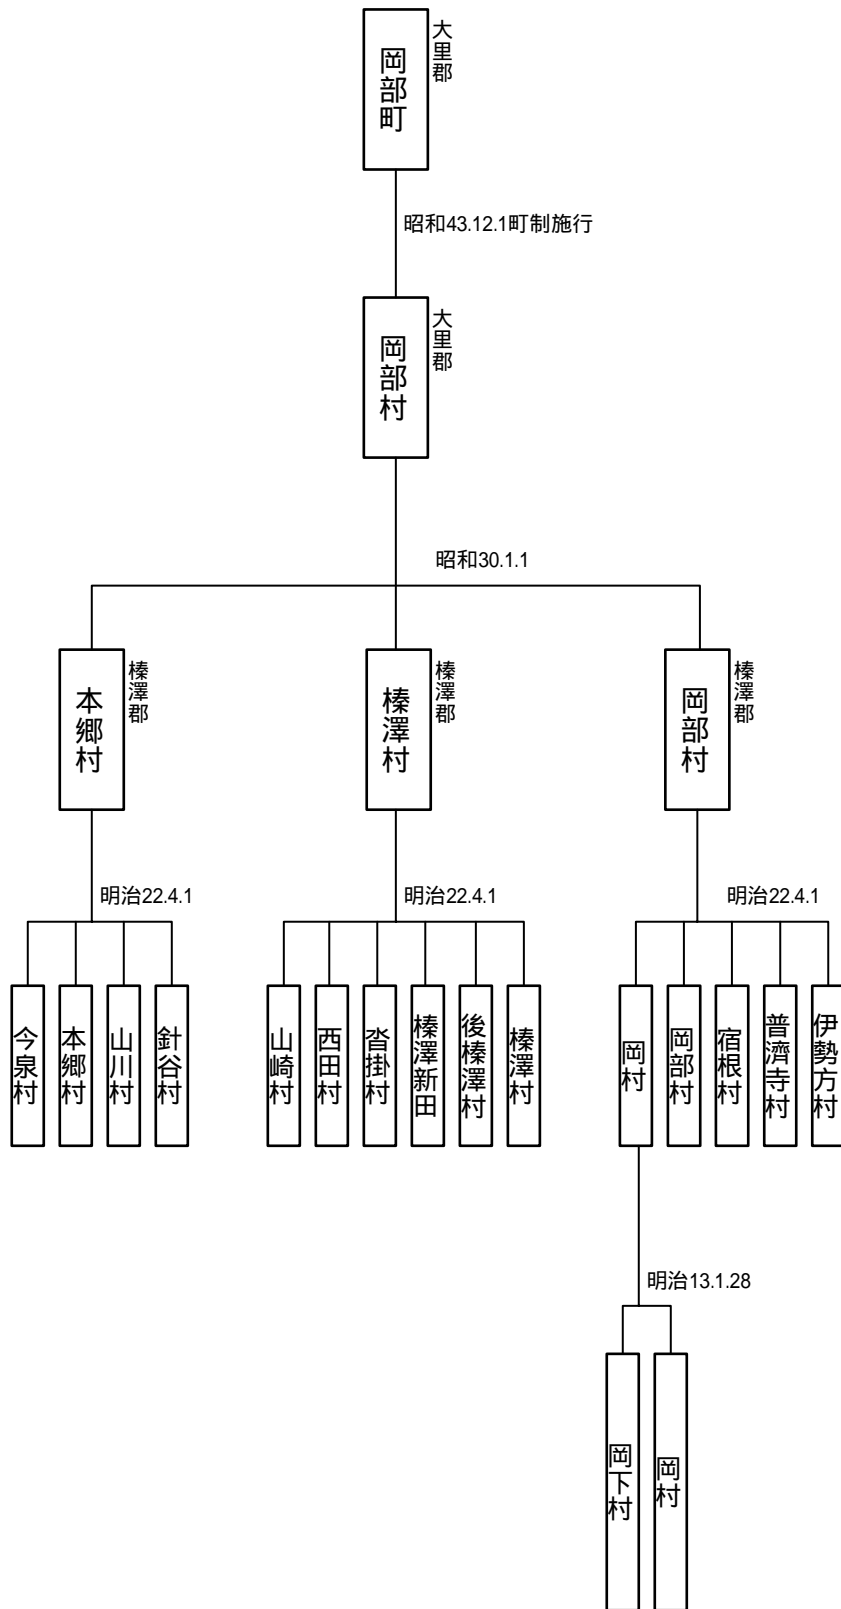 岡部町
大里郡
昭和43.12.1町制施行
岡部村
大里郡
昭和30.1.1
本郷村
榛澤郡
榛澤村
榛澤郡
岡部村
榛澤郡
明治22.4.1
明治22.4.1
明治22.4.1
今泉村
本郷村
山川村
針谷村
山崎村
西田村
沓掛村
榛澤新田
後榛澤村
榛澤村
岡村
岡部村
宿根村
普濟寺村
伊勢方村
明治13.1.28
岡下村
岡村